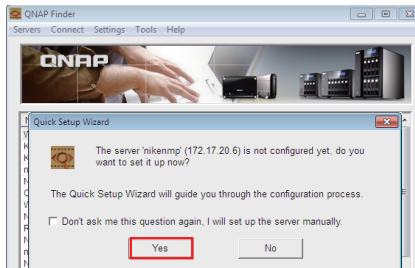 QNAP Finder
Servers Connect Settings Tools Help
QNAP
Quick Setup Wizard
The server 'nikenmp' (172.17.20.6) is not configured yet, do you
want to set it up now?
The Quick Setup Wizard will guide you through the configuration process.
Don't ask me this question again, I will set up the server manually.
Yes
No